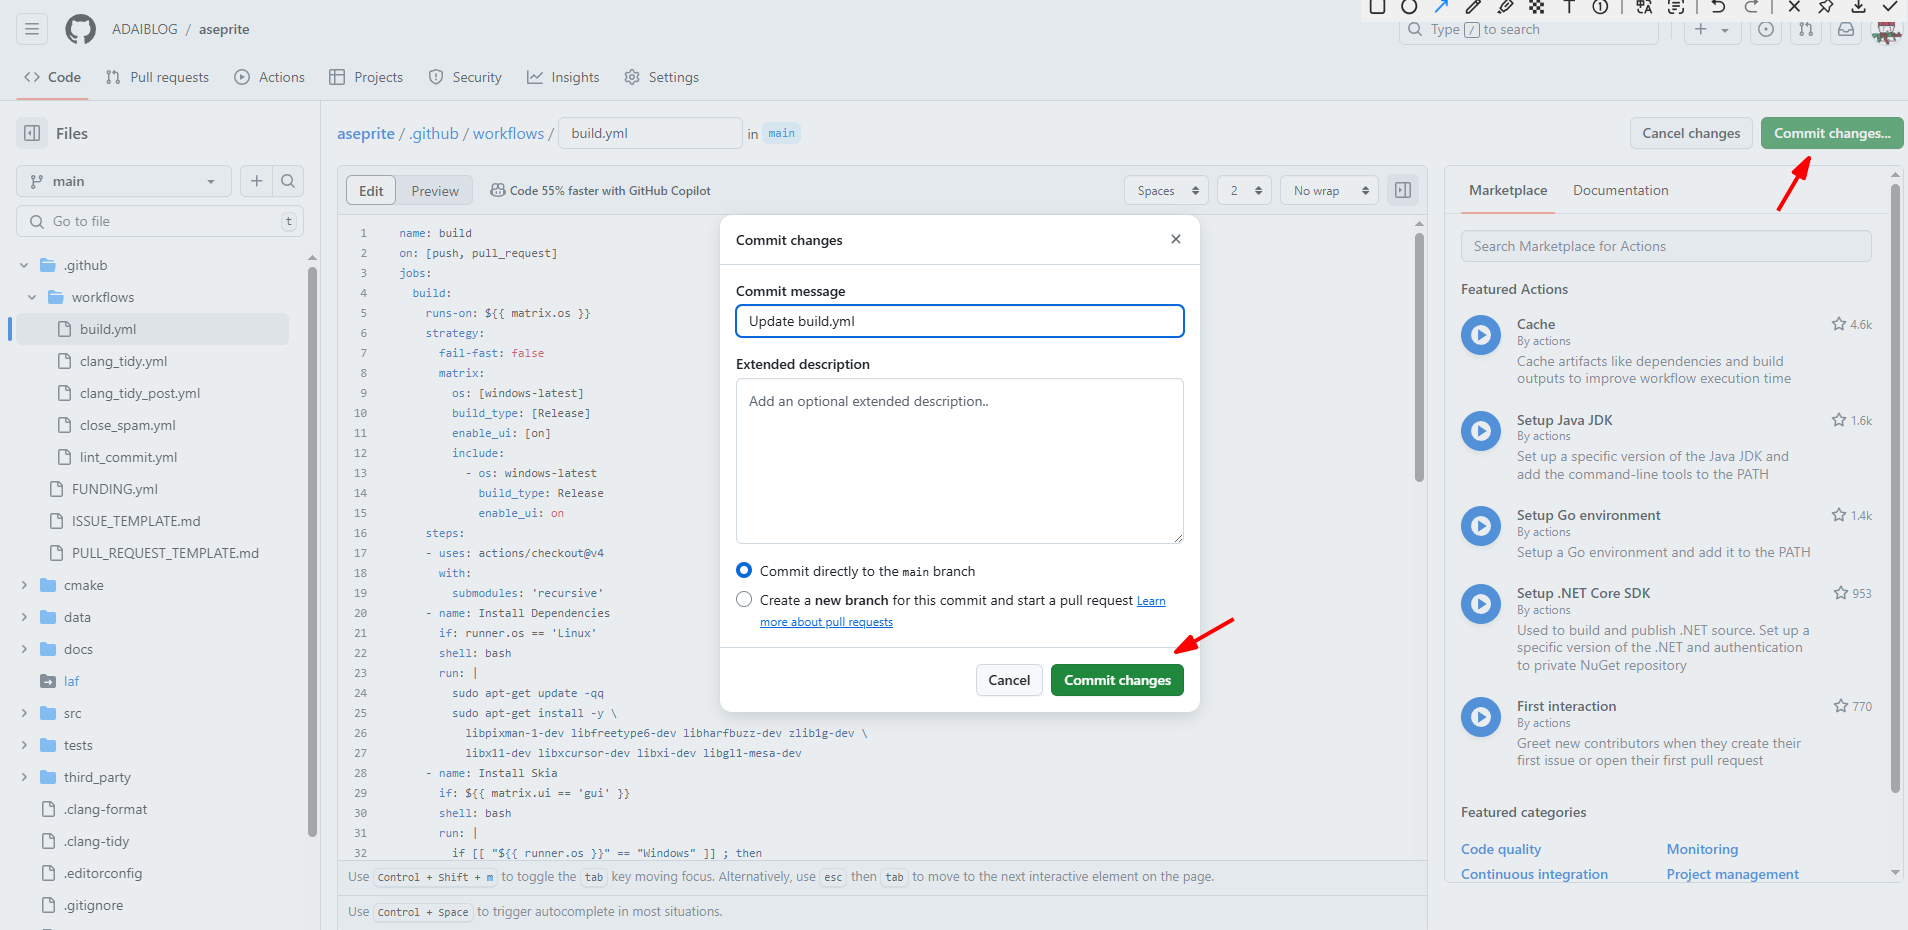 ADAIBLOG / aseprite
Type / to search
Code
Pull requests
Actions
Projects
Security
Insights
Settings
Files
main
Go to file
t
.github
workflows
build.yml
clang_tidy.yml
clang_tidy_post.yml
close_spam.yml
lint_commit.yml
FUNDING.yml
ISSUE_TEMPLATE.md
PULL_REQUEST_TEMPLATE.md
cmake
data
docs
laf
src
tests
third_party
.clang-format
.clang-tidy
.editorconfig
.gitignore
aseprite / .github / workflows / build.yml in main
Cancel changes
Commit changes...
Edit
Preview
Code 55% faster with GitHub Copilot
Spaces
2
No wrap
1 name: build
2 on: [push, pull_request]
3 jobs:
4 build:
5 runs-on: ${{ matrix.os }}
6 strategy:
7 fail-fast: false
8 matrix:
9 os: [windows-latest]
10 build_type: [Release]
11 enable_ui: [on]
12 include:
13 - os: windows-latest
14 build_type: Release
15 enable_ui: on
16 steps:
17 - uses: actions/checkout@v4
18 with:
19 submodules: 'recursive'
20 - name: Install Dependencies
21 if: runner.os == 'Linux'
22 shell: bash
23 run: |
24 sudo apt-get update -qq
25 sudo apt-get install -y \
26 libpixman-1-dev libfreetype6-dev libharfbuzz-dev zlib1g-dev \
27 libx11-dev libxcursor-dev libxi-dev libgl1-mesa-dev
28 - name: Install Skia
29 if: ${{ matrix.ui == 'gui' }}
30 shell: bash
31 run: |
32 if [[ "${{ runner.os }}" == "Windows" ]] ; then
Use Control + Shift + m to toggle the tab key moving focus. Alternatively, use esc then tab to move to the next interactive element on the page.
Use Control + Space to trigger autocomplete in most situations.
Commit changes
Commit message
Update build.yml
Extended description
Add an optional extended description..
Commit directly to the main branch
Create a new branch for this commit and start a pull request Learn
more about pull requests
Cancel
Commit changes
Marketplace
Documentation
Search Marketplace for Actions
Featured Actions
Cache
4.6k
By actions
Cache artifacts like dependencies and build
outputs to improve workflow execution time
Setup Java JDK
1.6k
By actions
Set up a specific version of the Java JDK and
add the command-line tools to the PATH
Setup Go environment
1.4k
By actions
Setup a Go environment and add it to the PATH
Setup .NET Core SDK
953
By actions
Used to build and publish .NET source. Set up a
specific version of the .NET and authentication
to private NuGet repository
First interaction
770
By actions
Greet new contributors when they create their
first issue or open their first pull request
Featured categories
Code quality
Monitoring
Continuous integration
Project management